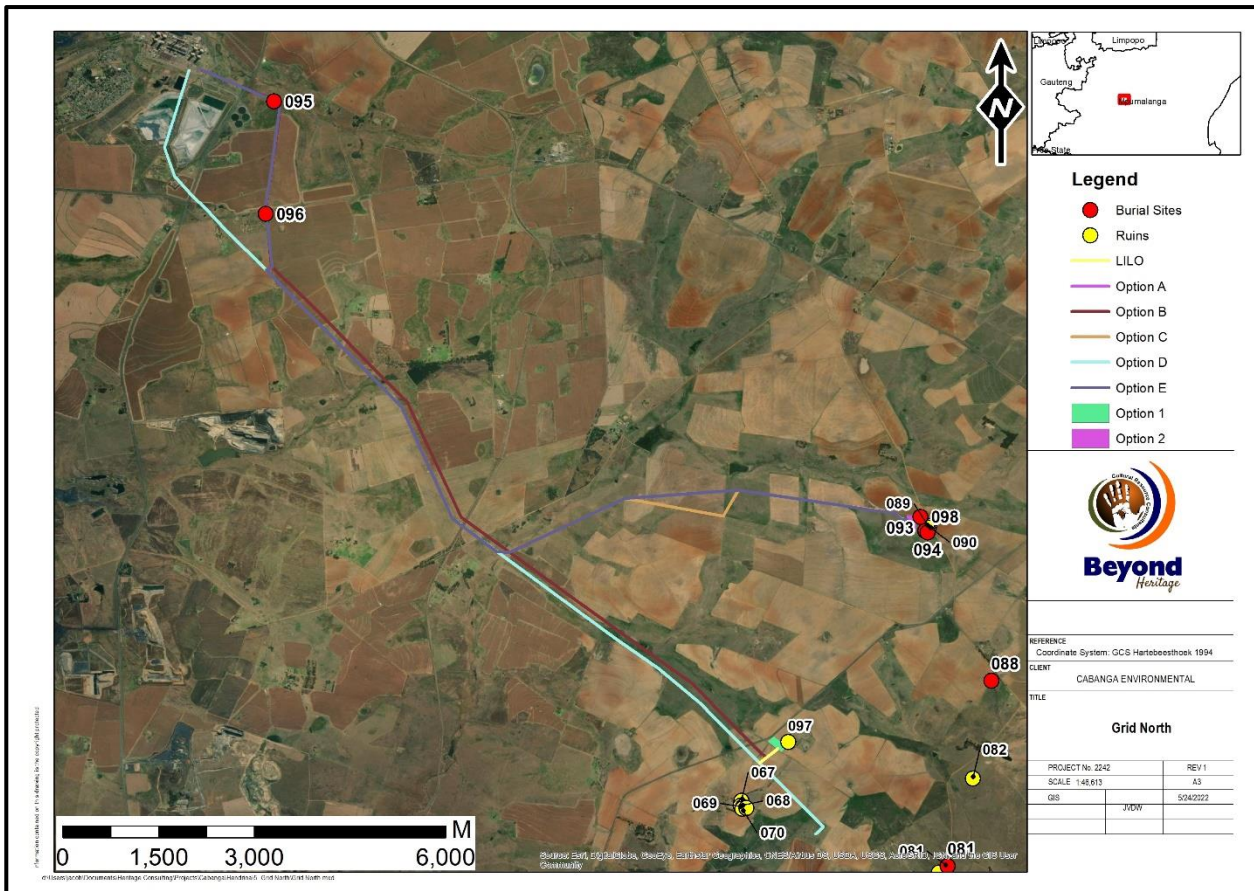 095
096
N
089
098
093
094
090
088
097
082
067
069
068
070
081
081
M
0 1,500 3,000 6,000
Community
Limpopo
Limpopo
Gauteng
Legend
Burial Sites
Ruins
LILO
Option A
Option B
Option C
Option D
Option E
Option 1
Option 2
Beyond
Heritage
REFERENCE
Coordinate System: GCS Hartebeesthoek 1994
CLIENT
CABANGA ENVIRONMENTAL
TITLE
Grid North
PROJECT No. 2242 REV 1
SCALE 1:46,613 A3
GIS JVDW 5/24/2022